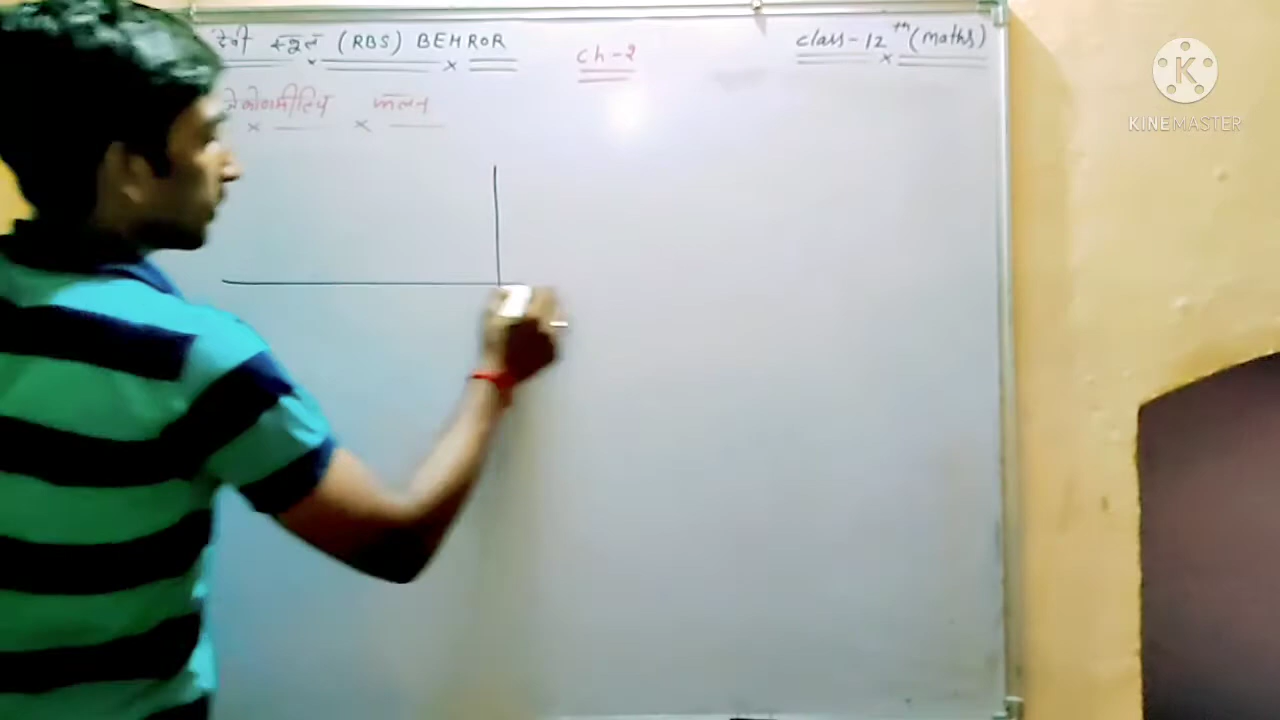 देवी स्कूल (RBS) BEHROR
ch-2
class-12th (maths)
त्रिकोणमीतिय फलन
KINEMASTER